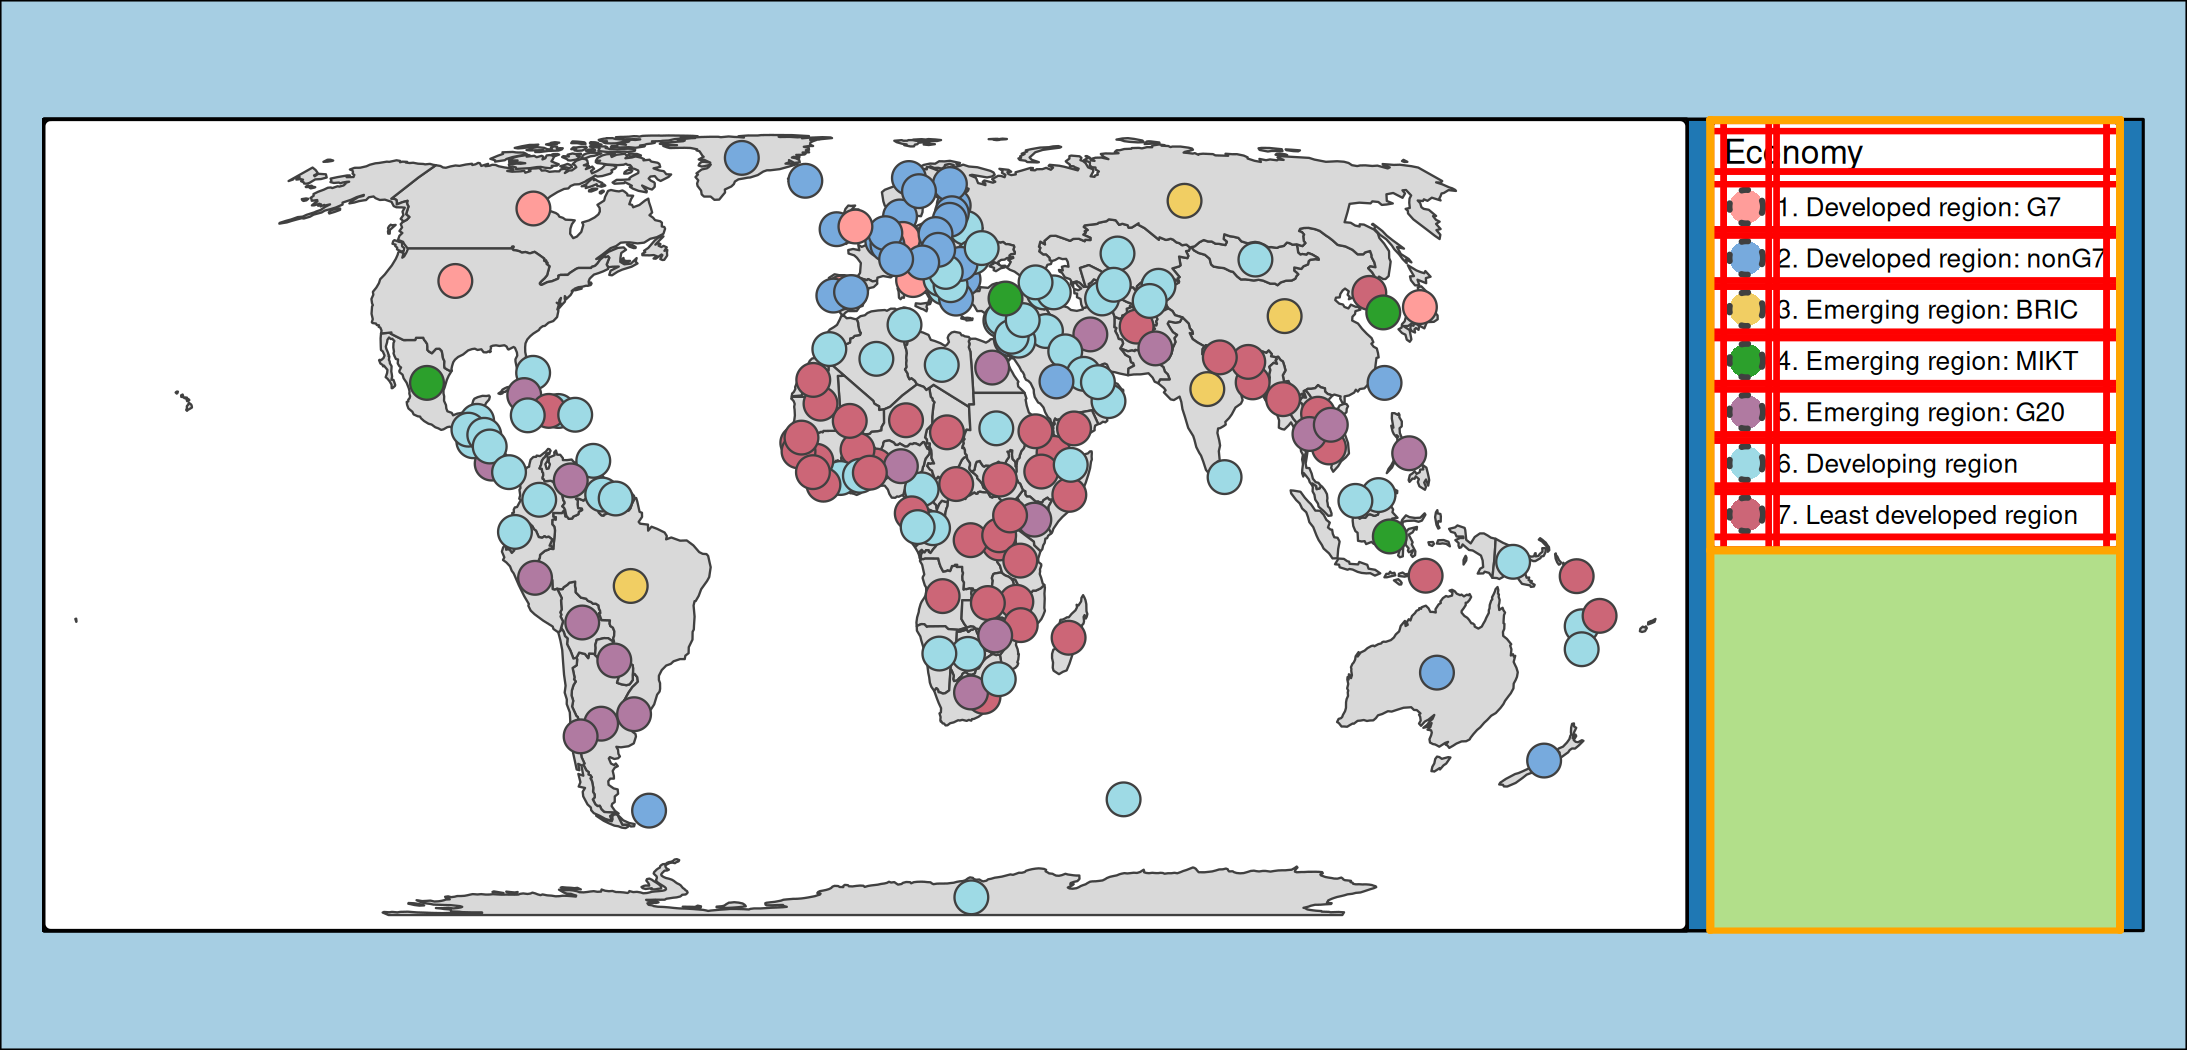 Economy
1. Developed region: G7
2. Developed region: nonG7
3. Emerging region: BRIC
4. Emerging region: MIKT
5. Emerging region: G20
6. Developing region
7. Least developed region